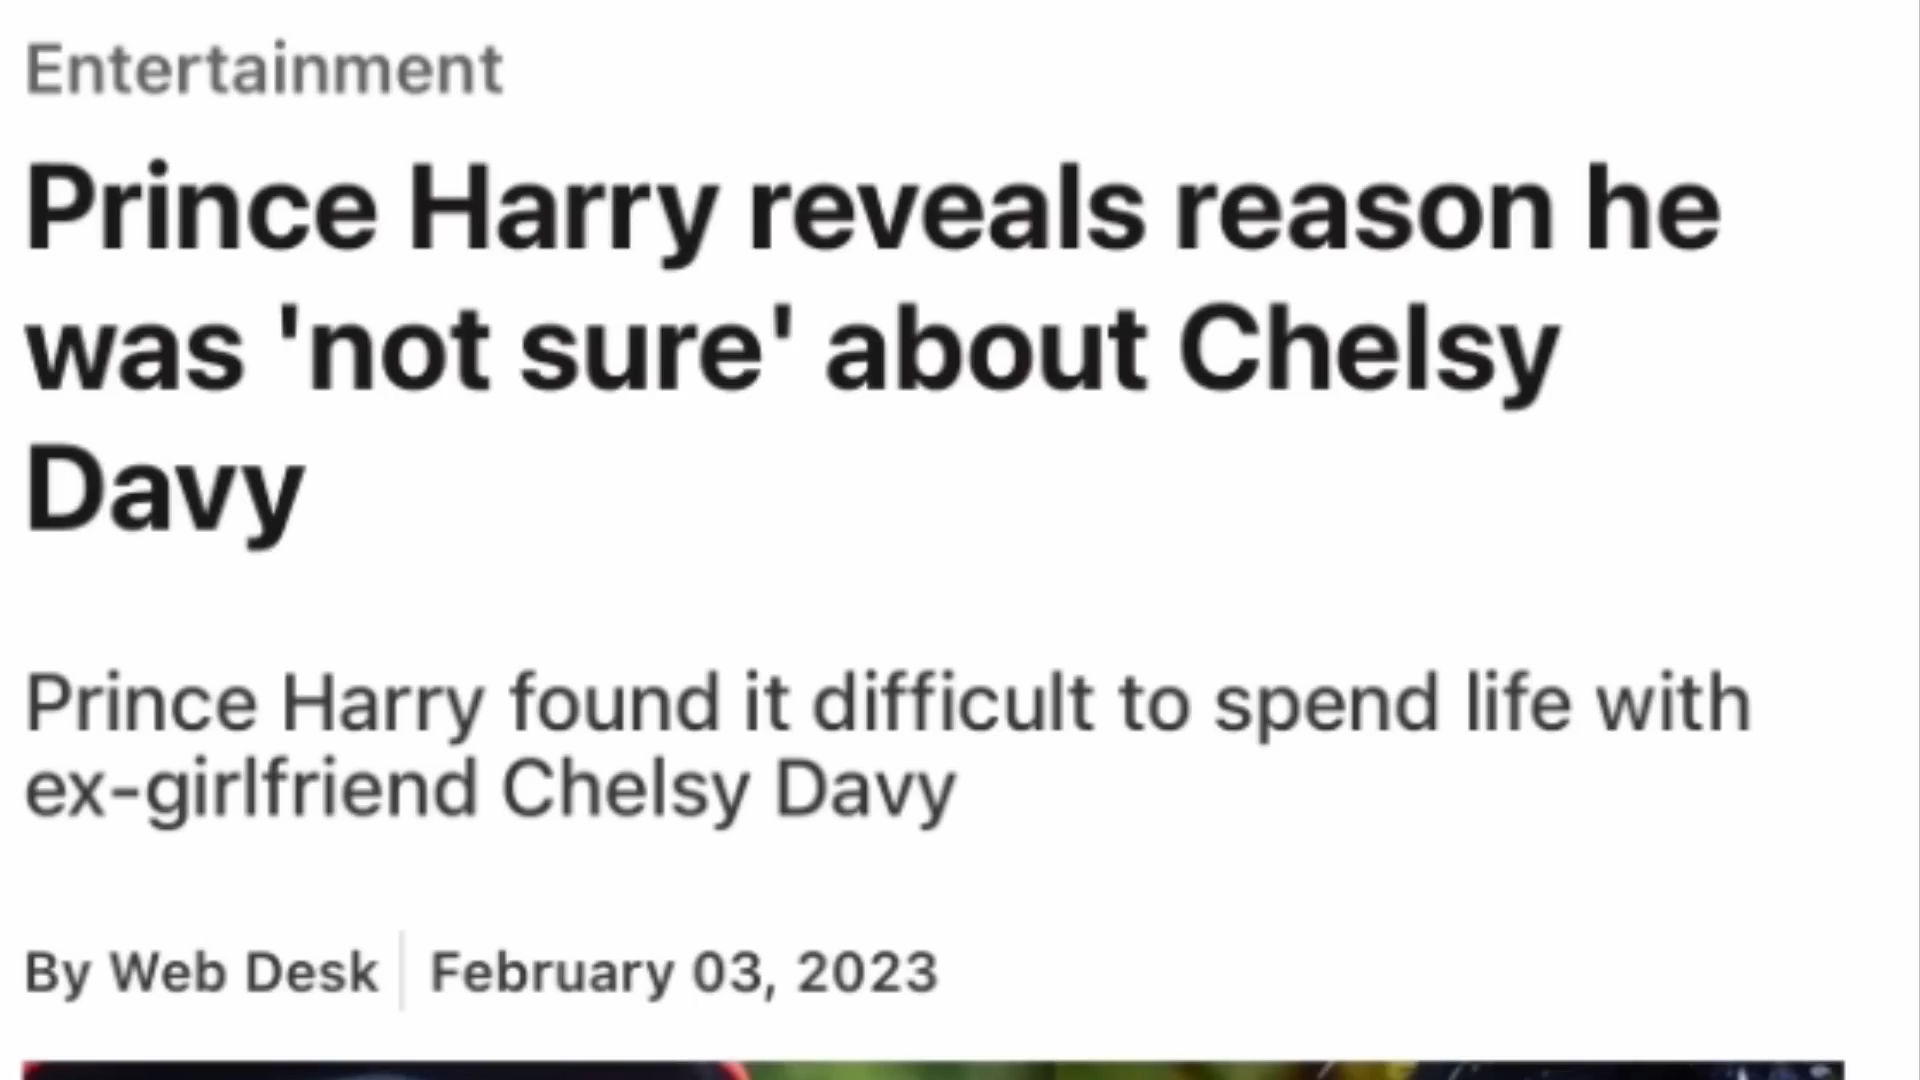 Entertainment
Prince Harry reveals reason he
was 'not sure' about Chelsy
Davy
Prince Harry found it difficult to spend life with
ex-girlfriend Chelsy Davy
By Web Desk
February 03, 2023